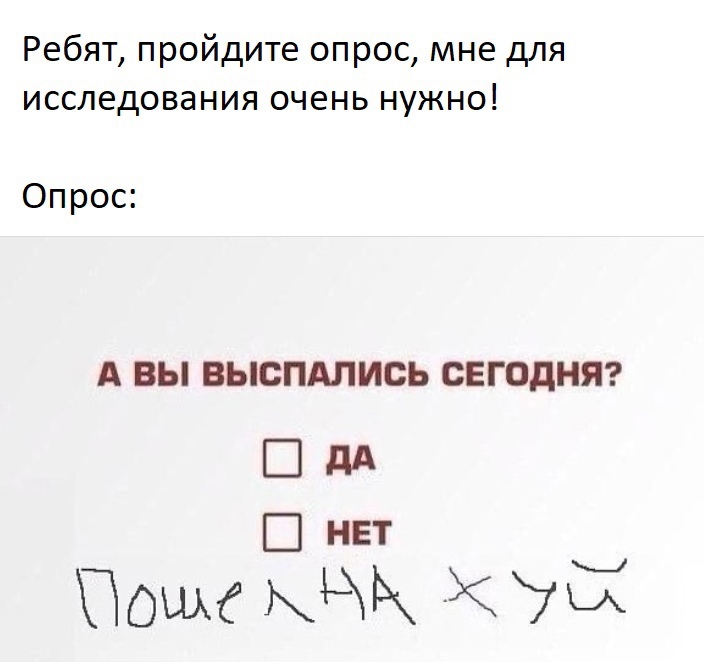 Ребят, пройдите опрос, мне для
исследования очень нужно!
Опрос:
А ВЫ ВЫСПАЛИСЬ СЕГОДНЯ?
ДА
НЕТ
Пошел НА хуй